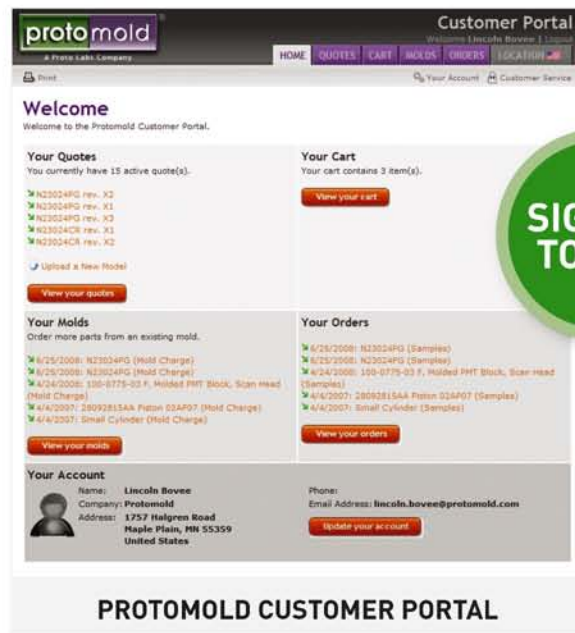 protomold
A Proto Labs Company
Customer Portal
Welcome Lincoln Bovee | Logout
HOME QUOTES CART MOLDS ORDERS LOCATION
Print
Your Account Customer Service
Welcome
Welcome to the Protomold Customer Portal.
Your Quotes
You currently have 15 active quote(s).
N23024PG rev. X2
N23024PG rev. X1
N23024PG rev. X3
N23024CR rev. X1
N23024CR rev. X2
Upload a New Model
View your quotes
Your Cart
Your cart contains 3 item(s).
View your cart
SIG
TO
Your Molds
Order more parts from an existing mold.
6/25/2008: N23024PG (Mold Charge)
6/25/2008: N23024PG (Mold Charge)
4/24/2008: 100-0775-03 F, Molded PMT Block, Scan Head
(Mold Charge)
4/4/2007: 28092815AA Piston 02AP07 (Mold Charge)
4/4/2007: Small Cylinder (Mold Charge)
View your molds
Your Orders
6/25/2008: N23024PG (Samples)
6/25/2008: N23024PG (Samples)
4/24/2008: 100-0775-03 F, Molded PMT Block, Scan Head
(Samples)
4/4/2007: 28092815AA Piston 02AP07 (Samples)
4/4/2007: Small Cylinder (Samples)
View your orders
Your Account
Name: Lincoln Bovee
Company: Protomold
Address: 1757 Halgren Road
Maple Plain, MN 55359
United States
Phone:
Email Address: lincoln.bovee@protomold.com
Update your account
PROTOMOLD CUSTOMER PORTAL